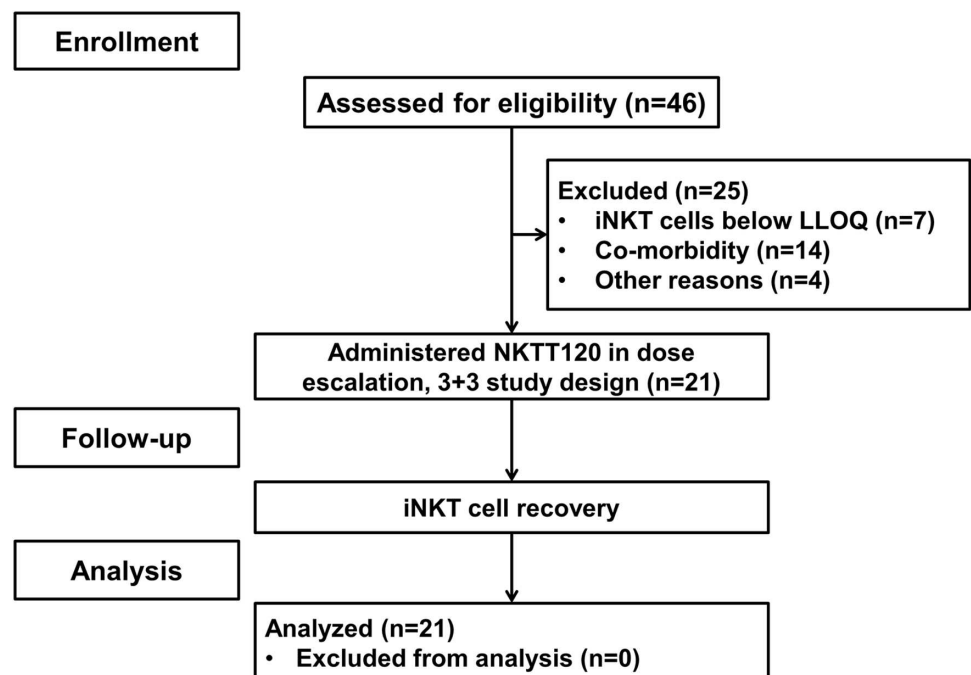 Enrollment
Assessed for eligibility (n=46)
Excluded (n=25)
• iNKT cells below LLOQ (n=7)
• Co-morbidity (n=14)
• Other reasons (n=4)
Administered NKTT120 in dose
escalation, 3+3 study design (n=21)
Follow-up
iNKT cell recovery
Analysis
Analyzed (n=21)
• Excluded from analysis (n=0)